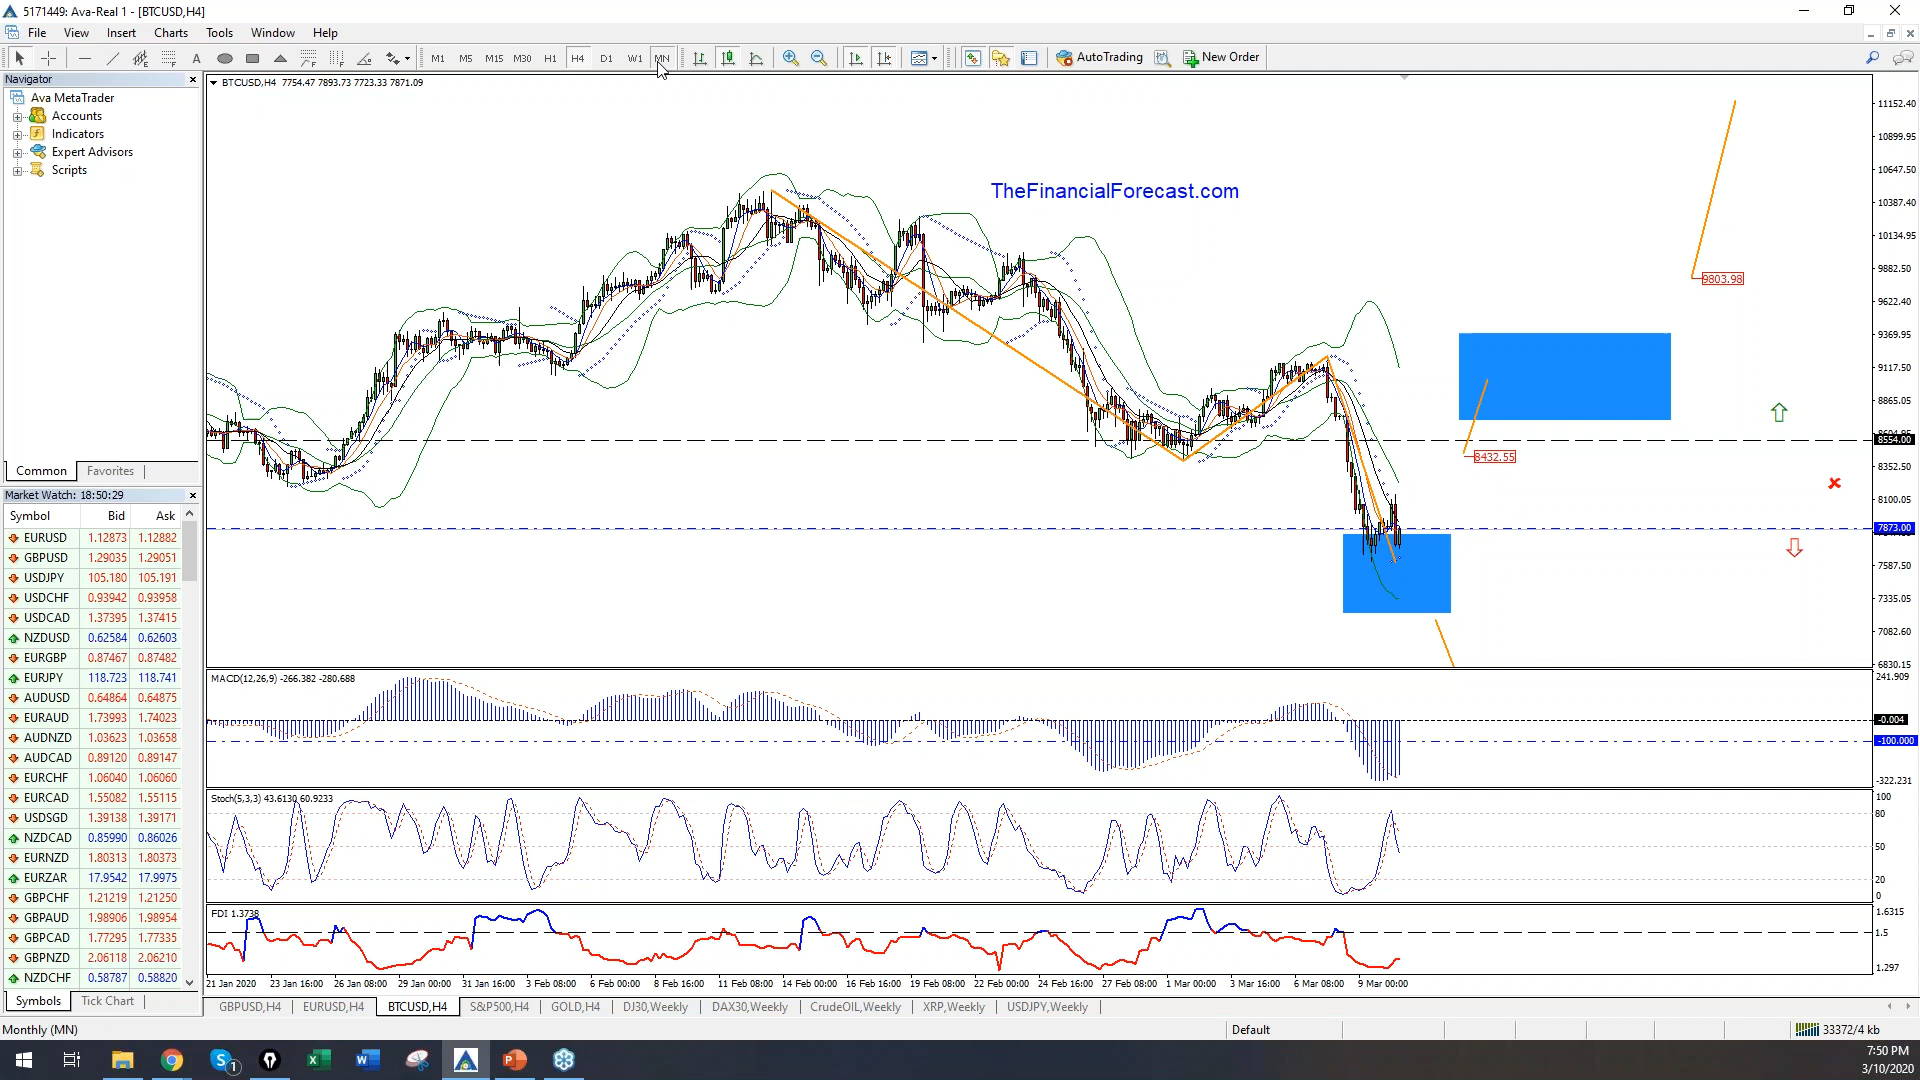 5171449: Ava-Real 1 - [BTCUSD,H4]
File View Insert Charts Tools Window Help
A F M1 M5 M15 M30 H1 H4 D1 W1 MN AutoTrading New Order
Navigator
Ava MetaTrader
Accounts
Indicators
Expert Advisors
Scripts
Common Favorites
Market Watch: 18:50:29
Symbol Bid Ask
EURUSD 1.12873 1.12882
GBPUSD 1.29035 1.29051
USDJPY 105.180 105.191
USDCHF 0.93942 0.93958
USDCAD 1.37395 1.37415
NZDUSD 0.62584 0.62603
EURGBP 0.87467 0.87482
EURJPY 118.723 118.741
AUDUSD 0.64864 0.64875
EURAUD 1.73993 1.74023
AUDNZD 1.03623 1.03658
AUDCAD 0.89120 0.89147
EURCHF 1.06040 1.06060
EURCAD 1.55082 1.55115
USDSGD 1.39138 1.39171
NZDCAD 0.85990 0.86026
EURNZD 1.80313 1.80373
EURZAR 17.9542 17.9975
GBPCHF 1.21219 1.21250
GBPAUD 1.98906 1.98954
GBPCAD 1.77295 1.77335
GBPNZD 2.06118 2.06210
NZDCHF 0.58787 0.58820
Symbols Tick Chart
BTCUSD,H4 7754.47 7893.73 7723.33 7871.09
TheFinancialForecast.com
9803.98
8432.55
11152.40
10899.95
10647.50
10387.40
10134.95
9882.50
9622.40
9369.95
9117.50
8865.05
8554.00
8352.50
8100.05
7873.00
7587.50
7335.05
7082.60
6830.15
MACD(12,26,9) -266.382 -280.688
241.909
-0.004
-100.000
-322.231
Stoch(5,3,3) 43.6130 60.9233
100
80
50
20
0
FDI 1.3738
1.6315
1.5
1.297
21 Jan 2020 23 Jan 16:00 26 Jan 08:00 29 Jan 00:00 31 Jan 16:00 3 Feb 08:00 6 Feb 00:00 8 Feb 16:00 11 Feb 08:00 14 Feb 00:00 16 Feb 16:00 19 Feb 08:00 22 Feb 00:00 24 Feb 16:00 27 Feb 08:00 1 Mar 00:00 3 Mar 16:00 6 Mar 08:00 9 Mar 00:00
GBPUSD,H4 EURUSD,H4 BTCUSD,H4 S&P500,H4 GOLD,H4 DJ30,Weekly DAX30,Weekly CrudeOIL,Weekly XRP,Weekly USDJPY,Weekly
Monthly (MN) Default 33372/4 kb
7:50 PM
3/10/2020